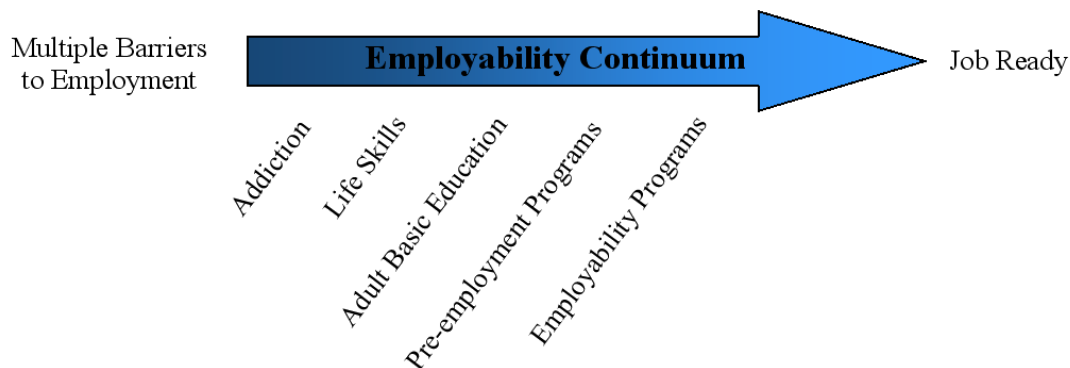 Multiple Barriers
to Employment
Employability Continuum
Job Ready
Addiction
Life Skills
Adult Basic Education
Pre-employment Programs
Employability Programs